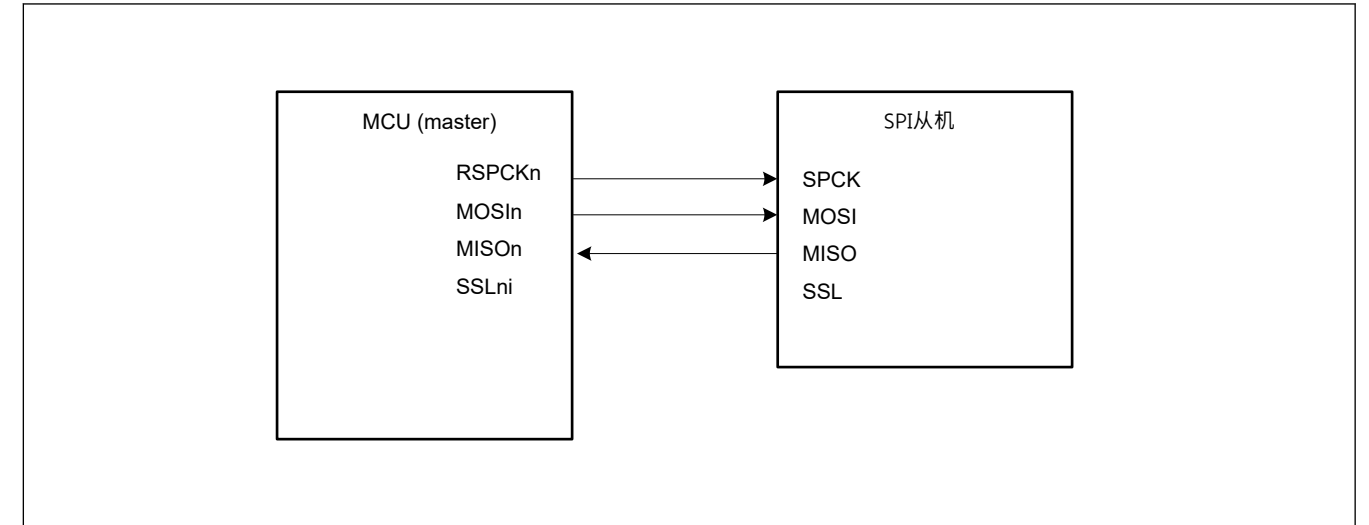 MCU (master)
RSPCKn
MOSIn
MISOn
SSLni
SPI从机
SPCK
MOSI
MISO
SSL